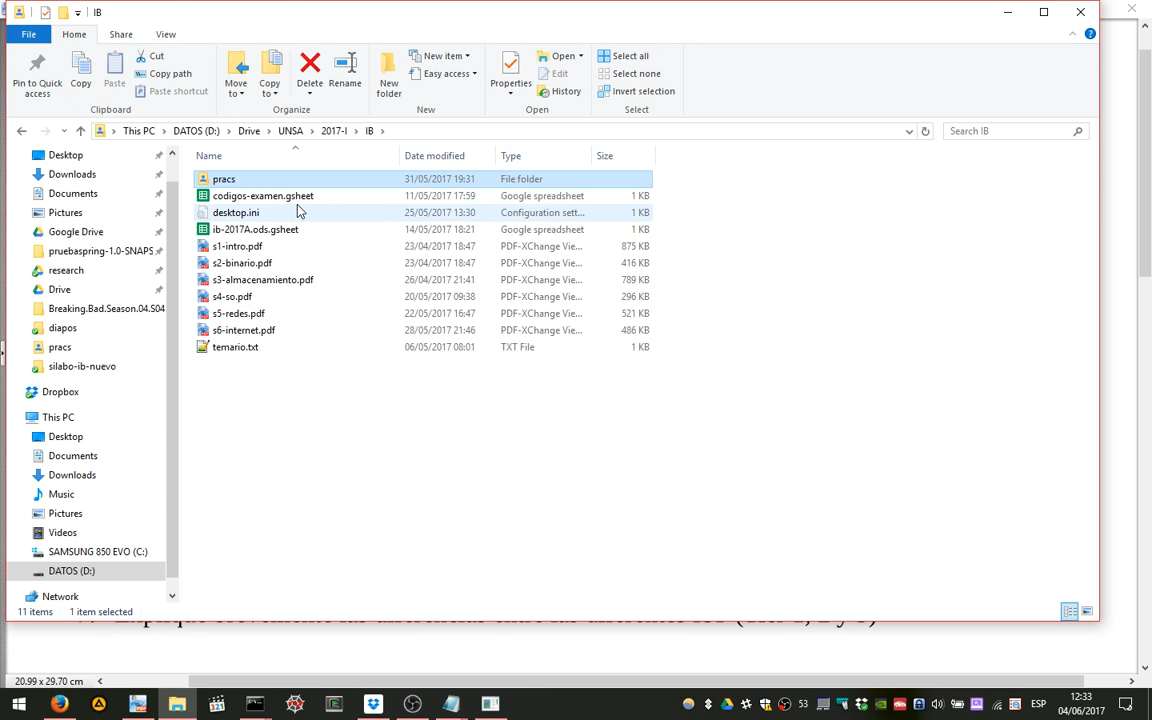 IB
File Home Share View
Pin to Quick access
Copy
Paste
Cut
Copy path
Paste shortcut
Clipboard
Move to
Copy to
Delete
Rename
Organize
New folder
New item
Easy access
New
Properties
Open
Edit
History
Open
Select all
Select none
Invert selection
Select
This PC > DATOS (D:) > Drive > UNSA > 2017-I > IB >
Search IB
Name Date modified Type Size
pracs 31/05/2017 19:31 File folder
codigos-examen.gsheet 11/05/2017 17:59 Google spreadsheet 1 KB
desktop.ini 25/05/2017 13:30 Configuration sett... 1 KB
ib-2017A.ods.gsheet 14/05/2017 18:21 Google spreadsheet 1 KB
s1-intro.pdf 23/04/2017 18:47 PDF-XChange Vie... 875 KB
s2-binario.pdf 23/04/2017 18:47 PDF-XChange Vie... 416 KB
s3-almacenamiento.pdf 26/04/2017 21:41 PDF-XChange Vie... 789 KB
s4-so.pdf 20/05/2017 09:38 PDF-XChange Vie... 296 KB
s5-redes.pdf 22/05/2017 16:47 PDF-XChange Vie... 521 KB
s6-internet.pdf 28/05/2017 21:46 PDF-XChange Vie... 486 KB
temario.txt 06/05/2017 08:01 TXT File 1 KB
Desktop
Downloads
Documents
Pictures
Google Drive
pruebaspring-1.0-SNAPS
research
Drive
Breaking.Bad.Season.04.S04
diapos
pracs
silabo-ib-nuevo
Dropbox
This PC
Desktop
Documents
Downloads
Music
Pictures
Videos
SAMSUNG 850 EVO (C:)
DATOS (D:)
Network
11 items 1 item selected
20.99 x 29.70 cm
321
53
ESP
12:33
04/06/2017